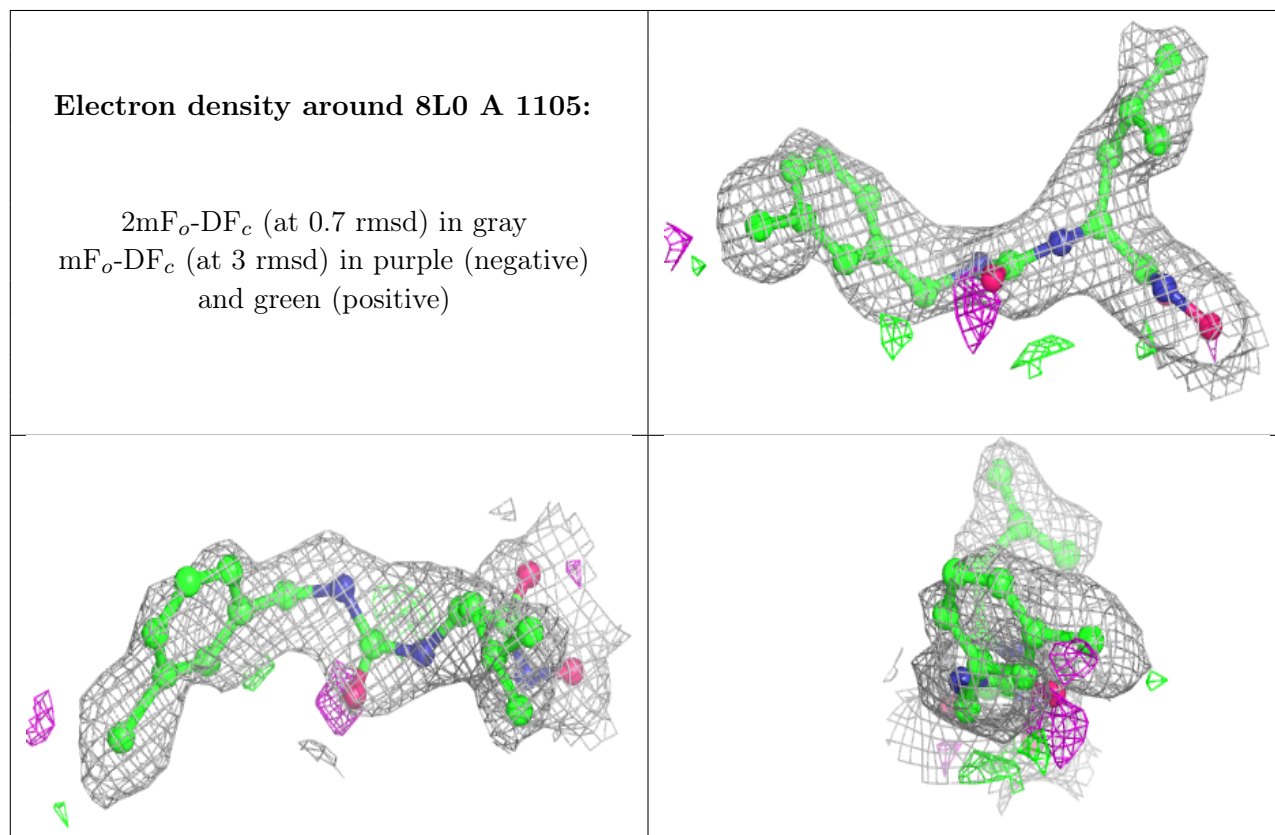 Electron density around 8L0 A 1105:
2mFo-DFc (at 0.7 rmsd) in gray
mFo-DFc (at 3 rmsd) in purple (negative)
and green (positive)